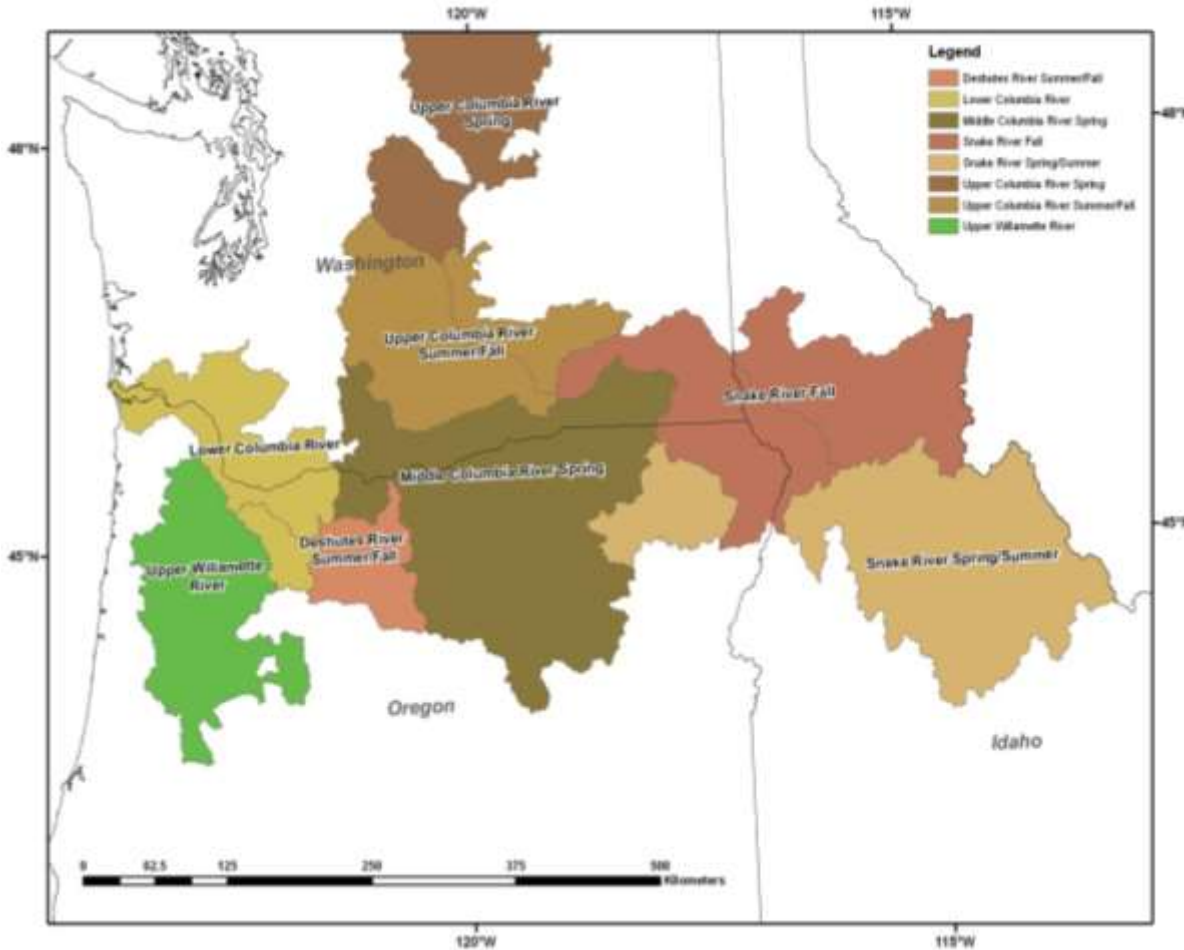 120°W 115°W
Legend
Deshutes River Summer/Fall
Lower Columbia River
Middle Columbia River Spring
Snake River Fall
Snake River Spring/Summer
Upper Columbia River Spring
Upper Columbia River Summer/Fall
Upper Willamette River
48°N
48°N
Upper Columbia River
Spring
Washington
Upper Columbia River
Summer/Fall
Snake River Fall
Lower Columbia River
Middle Columbia River Spring
45°N
45°N
Deshutes River
Summer/Fall
Upper Willamette
River
Snake River Spring/Summer
Oregon
Idaho
0 62.5 125 250 375 500
Kilometers
120°W 115°W